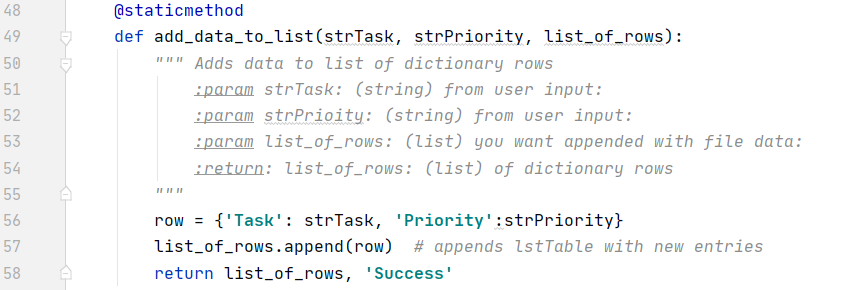 48 @staticmethod
49 def add_data_to_list(strTask, strPriority, list_of_rows):
50 """ Adds data to list of dictionary rows
51 :param strTask: (string) from user input:
52 :param strPrioity: (string) from user input:
53 :param list_of_rows: (list) you want appended with file data:
54 :return: list_of_rows: (list) of dictionary rows
55 """
56 row = {'Task': strTask, 'Priority':strPriority}
57 list_of_rows.append(row)  # appends lstTable with new entries
58 return list_of_rows, 'Success'